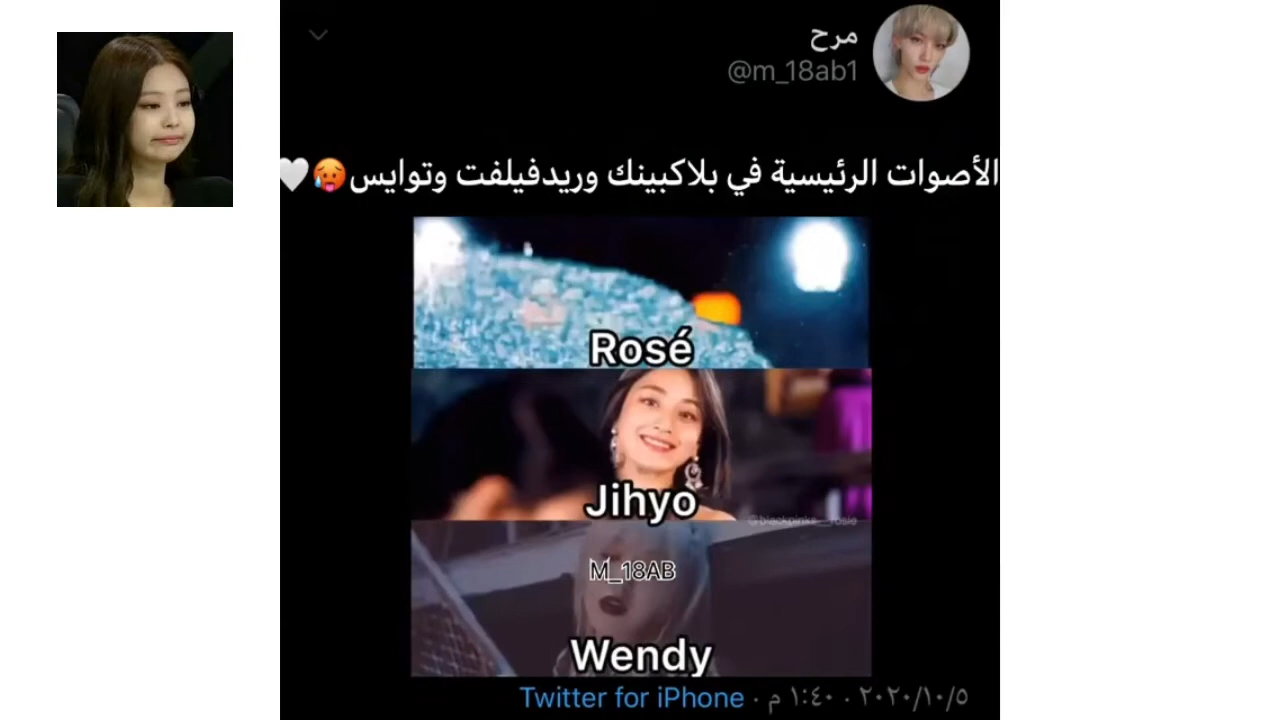 مرح
@m_18ab1
الأصوات الرئيسية في بلاكبينك وريدفيلفت وتوايس🥵🤍
Rosé
Jihyo
@blackpinks__rosie
M_18AB
Wendy
١:٤٠ م · ٢٠٢٠/١٠/٥ · Twitter for iPhone